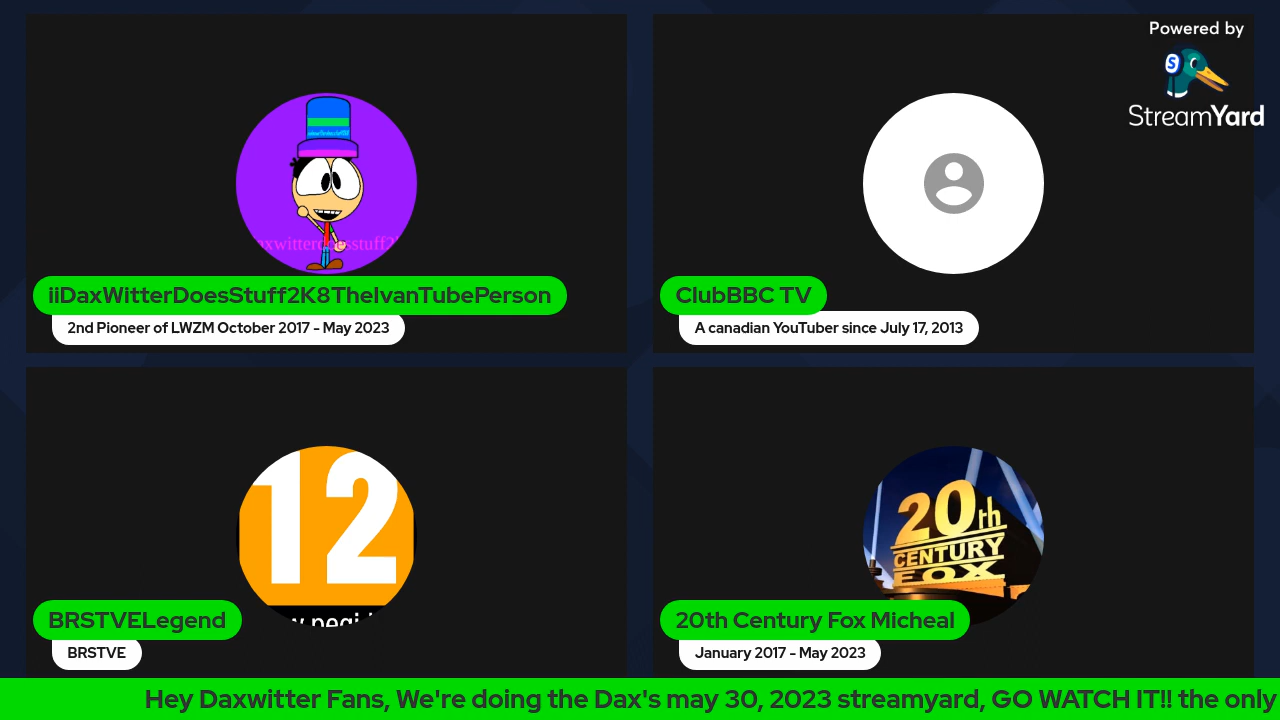 Powered by
StreamYard
iiDaxWitterDoesStuff2K8TheIvanTubePerson
2nd Pioneer of LWZM October 2017 - May 2023
ClubBBC TV
A canadian YouTuber since July 17, 2013
12
BRSTVELegend
BRSTVE
20th
CENTURY
FOX
20th Century Fox Micheal
January 2017 - May 2023
Hey Daxwitter Fans, We're doing the Dax's may 30, 2023 streamyard, GO WATCH IT!! the only